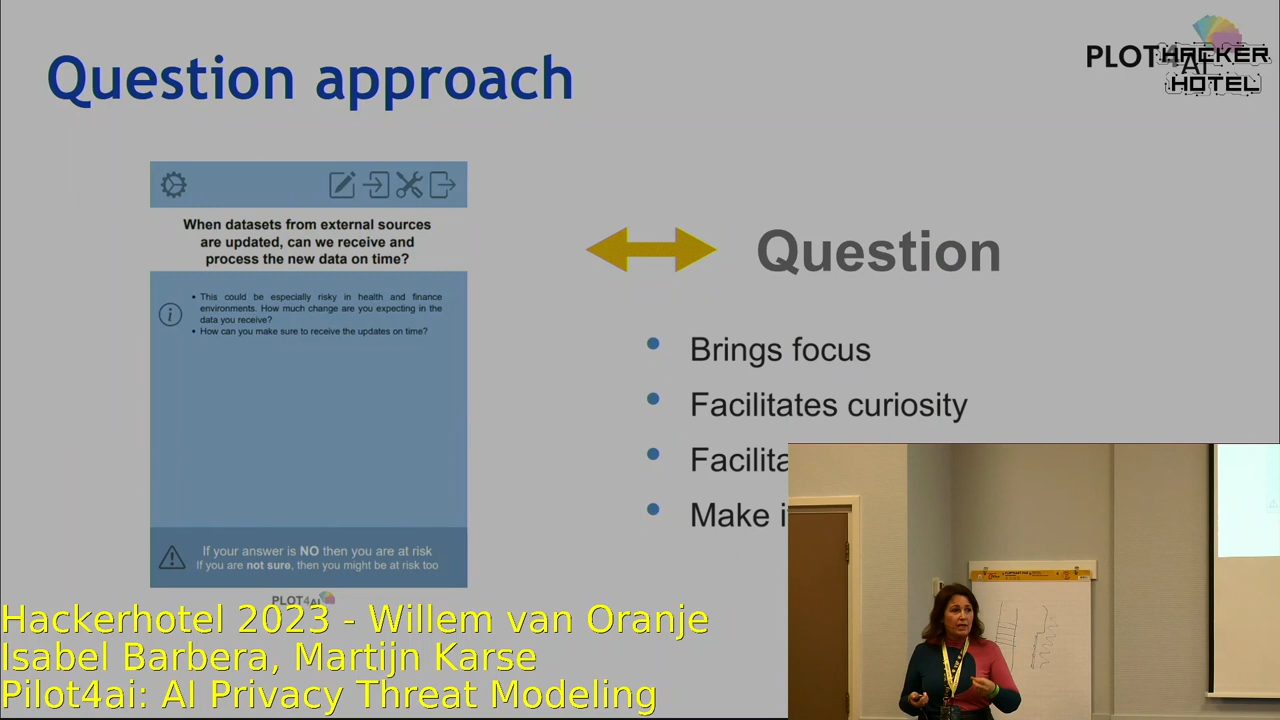 Question approach
PLOT4AI
HACKER
HOTEL
When datasets from external sources
are updated, can we receive and
process the new data on time?
• This could be especially risky in health and finance
environments. How much change are you expecting in the
data you receive?
• How can you make sure to receive the updates on time?
If your answer is NO then you are at risk
If you are not sure, then you might be at risk too
PLOT4AI
Question
• Brings focus
• Facilitates curiosity
• Facilita
• Make i
Hackerhotel 2023 - Willem van Oranje
Isabel Barbera, Martijn Karse
Pilot4ai: AI Privacy Threat Modeling